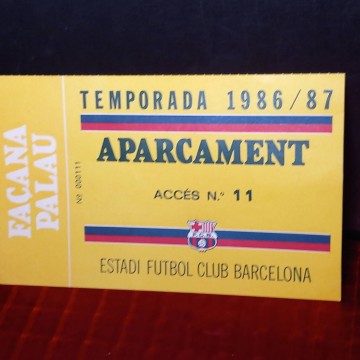 FAÇANA
PALAU
Nº 000111
TEMPORADA 1986/87
APARCAMENT
ACCÉS N.º 11
F.C.B.
ESTADI FUTBOL CLUB BARCELONA